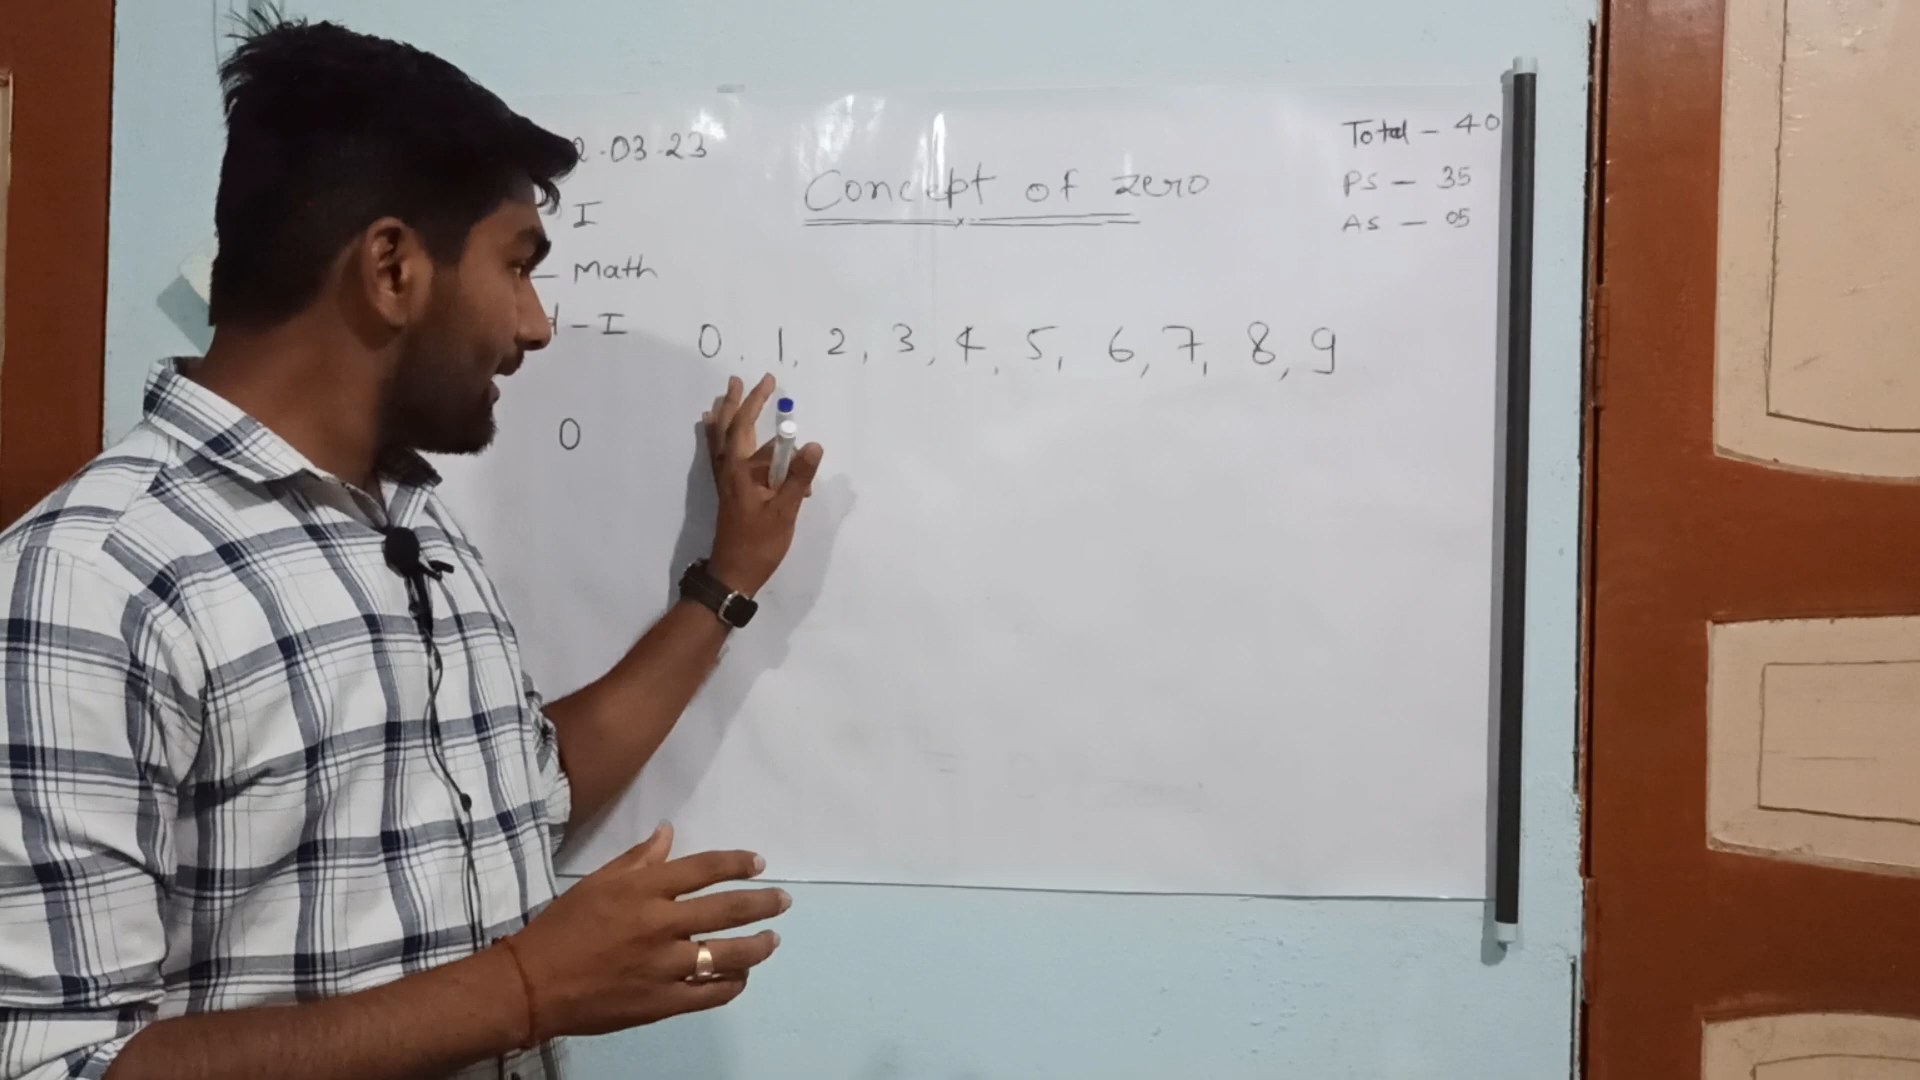 2.03.23
I
- Math
- I
Concept of zero
Total - 40
PS - 35
AS - 05
0, 1, 2, 3, 4, 5, 6, 7, 8, 9
0